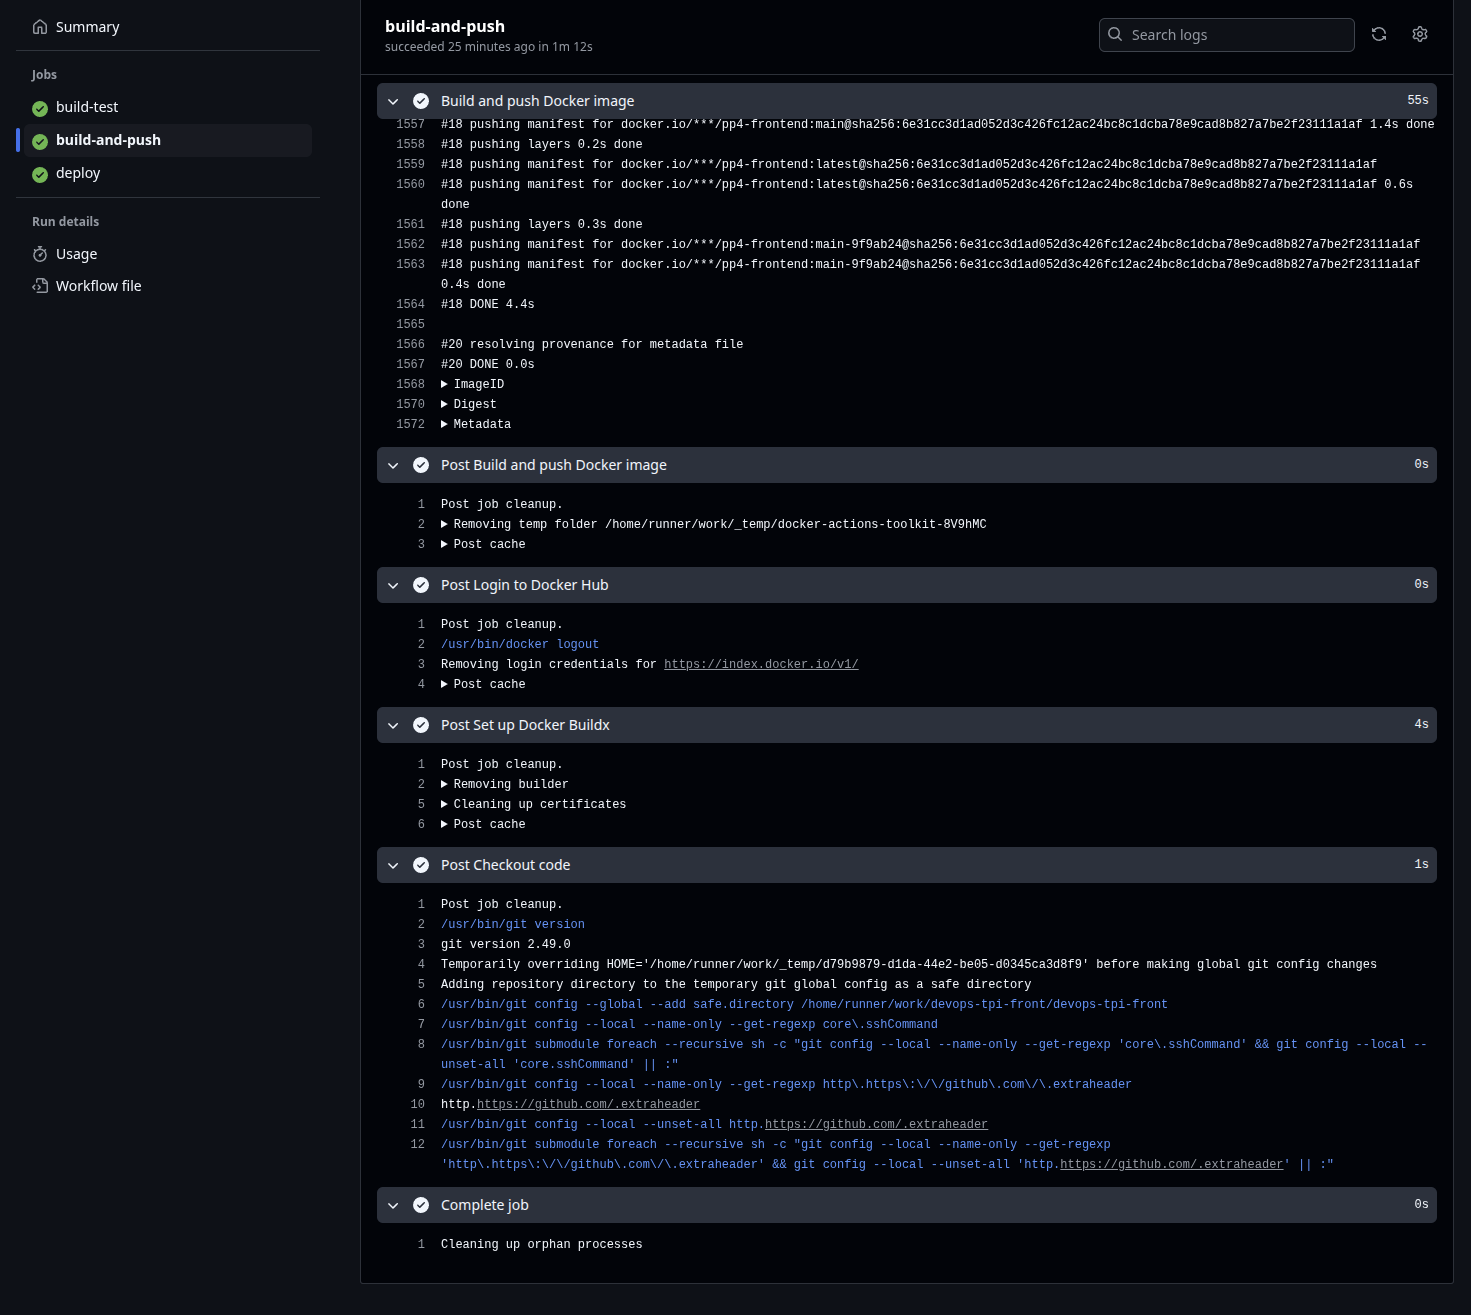 Summary
Jobs
build-test
build-and-push
deploy
Run details
Usage
Workflow file
build-and-push
succeeded 25 minutes ago in 1m 12s
Search logs
Build and push Docker image 55s
1557 #18 pushing manifest for docker.io/***/pp4-frontend:main@sha256:6e31cc3d1ad052d3c426fc12ac24bc8c1dcba78e9cad8b827a7be2f23111a1af 1.4s done
1558 #18 pushing layers 0.2s done
1559 #18 pushing manifest for docker.io/***/pp4-frontend:latest@sha256:6e31cc3d1ad052d3c426fc12ac24bc8c1dcba78e9cad8b827a7be2f23111a1af
1560 #18 pushing manifest for docker.io/***/pp4-frontend:latest@sha256:6e31cc3d1ad052d3c426fc12ac24bc8c1dcba78e9cad8b827a7be2f23111a1af 0.6s
done
1561 #18 pushing layers 0.3s done
1562 #18 pushing manifest for docker.io/***/pp4-frontend:main-9f9ab24@sha256:6e31cc3d1ad052d3c426fc12ac24bc8c1dcba78e9cad8b827a7be2f23111a1af
1563 #18 pushing manifest for docker.io/***/pp4-frontend:main-9f9ab24@sha256:6e31cc3d1ad052d3c426fc12ac24bc8c1dcba78e9cad8b827a7be2f23111a1af
0.4s done
1564 #18 DONE 4.4s
1565
1566 #20 resolving provenance for metadata file
1567 #20 DONE 0.0s
1568 ▶ ImageID
1570 ▶ Digest
1572 ▶ Metadata
Post Build and push Docker image 0s
1 Post job cleanup.
2 ▶ Removing temp folder /home/runner/work/_temp/docker-actions-toolkit-8V9hMC
3 ▶ Post cache
Post Login to Docker Hub 0s
1 Post job cleanup.
2 /usr/bin/docker logout
3 Removing login credentials for https://index.docker.io/v1/
4 ▶ Post cache
Post Set up Docker Buildx 4s
1 Post job cleanup.
2 ▶ Removing builder
5 ▶ Cleaning up certificates
6 ▶ Post cache
Post Checkout code 1s
1 Post job cleanup.
2 /usr/bin/git version
3 git version 2.49.0
4 Temporarily overriding HOME='/home/runner/work/_temp/d79b9879-d1da-44e2-be05-d0345ca3d8f9' before making global git config changes
5 Adding repository directory to the temporary git global config as a safe directory
6 /usr/bin/git config --global --add safe.directory /home/runner/work/devops-tpi-front/devops-tpi-front
7 /usr/bin/git config --local --name-only --get-regexp core\.sshCommand
8 /usr/bin/git submodule foreach --recursive sh -c "git config --local --name-only --get-regexp 'core\.sshCommand' && git config --local --
unset-all 'core.sshCommand' || :"
9 /usr/bin/git config --local --name-only --get-regexp http\.https\:\/\/github\.com\/\.extraheader
10 http.https://github.com/.extraheader
11 /usr/bin/git config --local --unset-all http.https://github.com/.extraheader
12 /usr/bin/git submodule foreach --recursive sh -c "git config --local --name-only --get-regexp
'http\.https\:\/\/github\.com\/\.extraheader' && git config --local --unset-all 'http.https://github.com/.extraheader' || :"
Complete job 0s
1 Cleaning up orphan processes